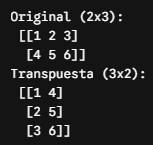 Original (2x3):
[[1 2 3]
[4 5 6]]
Transpuesta (3x2):
[[1 4]
[2 5]
[3 6]]